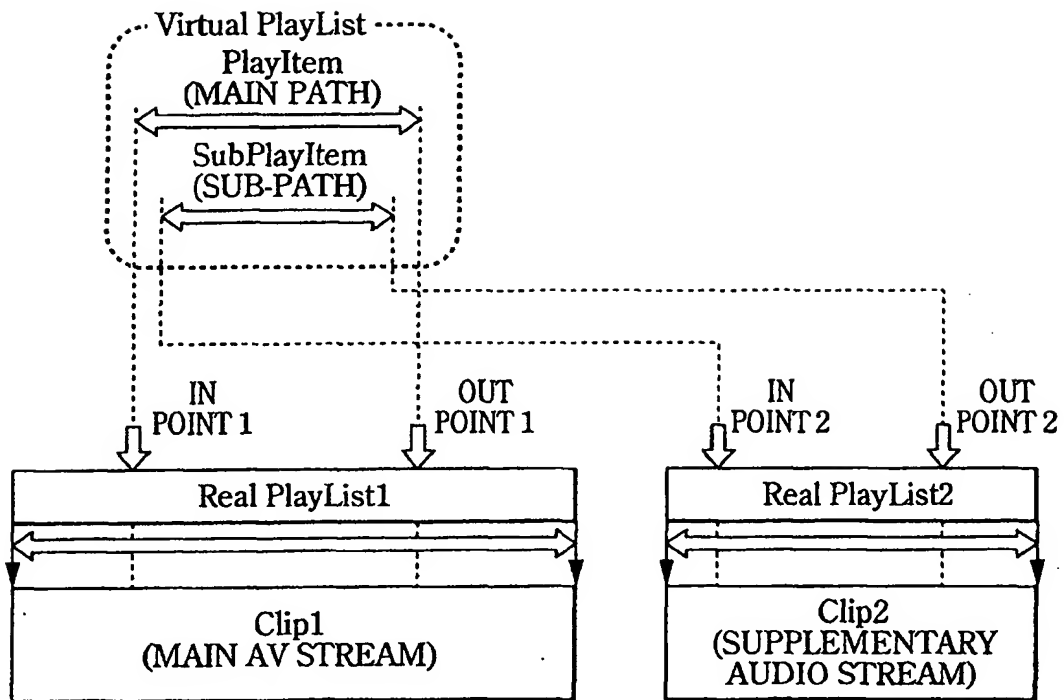 Virtual PlayList
PlayItem
(MAIN PATH)
SubPlayItem
(SUB-PATH)
IN
POINT 1
OUT
POINT 1
IN
POINT 2
OUT
POINT 2
Real PlayList1
Real PlayList2
Clip1
(MAIN AV STREAM)
Clip2
(SUPPLEMENTARY
AUDIO STREAM)